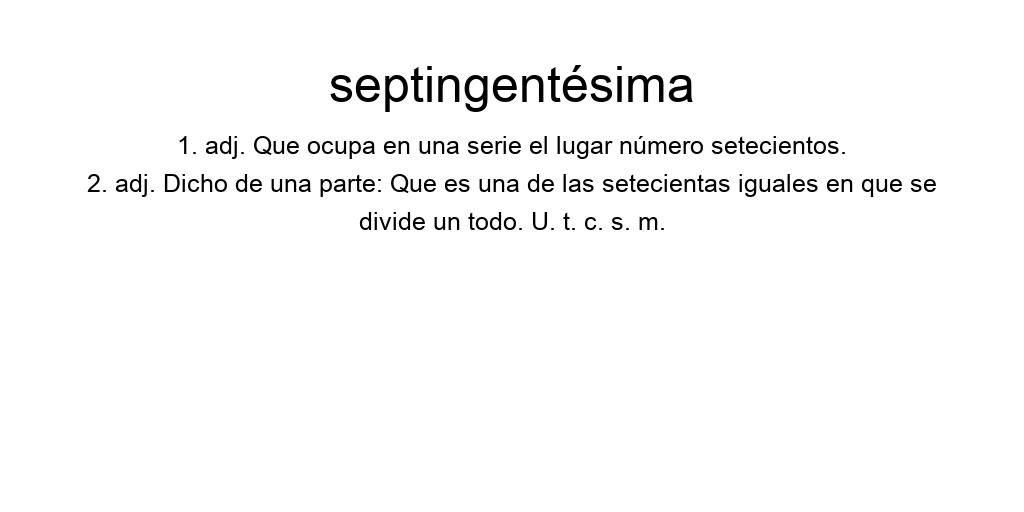 septingentésima
1. adj. Que ocupa en una serie el lugar número setecientos.
2. adj. Dicho de una parte: Que es una de las setecientas iguales en que se
divide un todo. U. t. c. s. m.